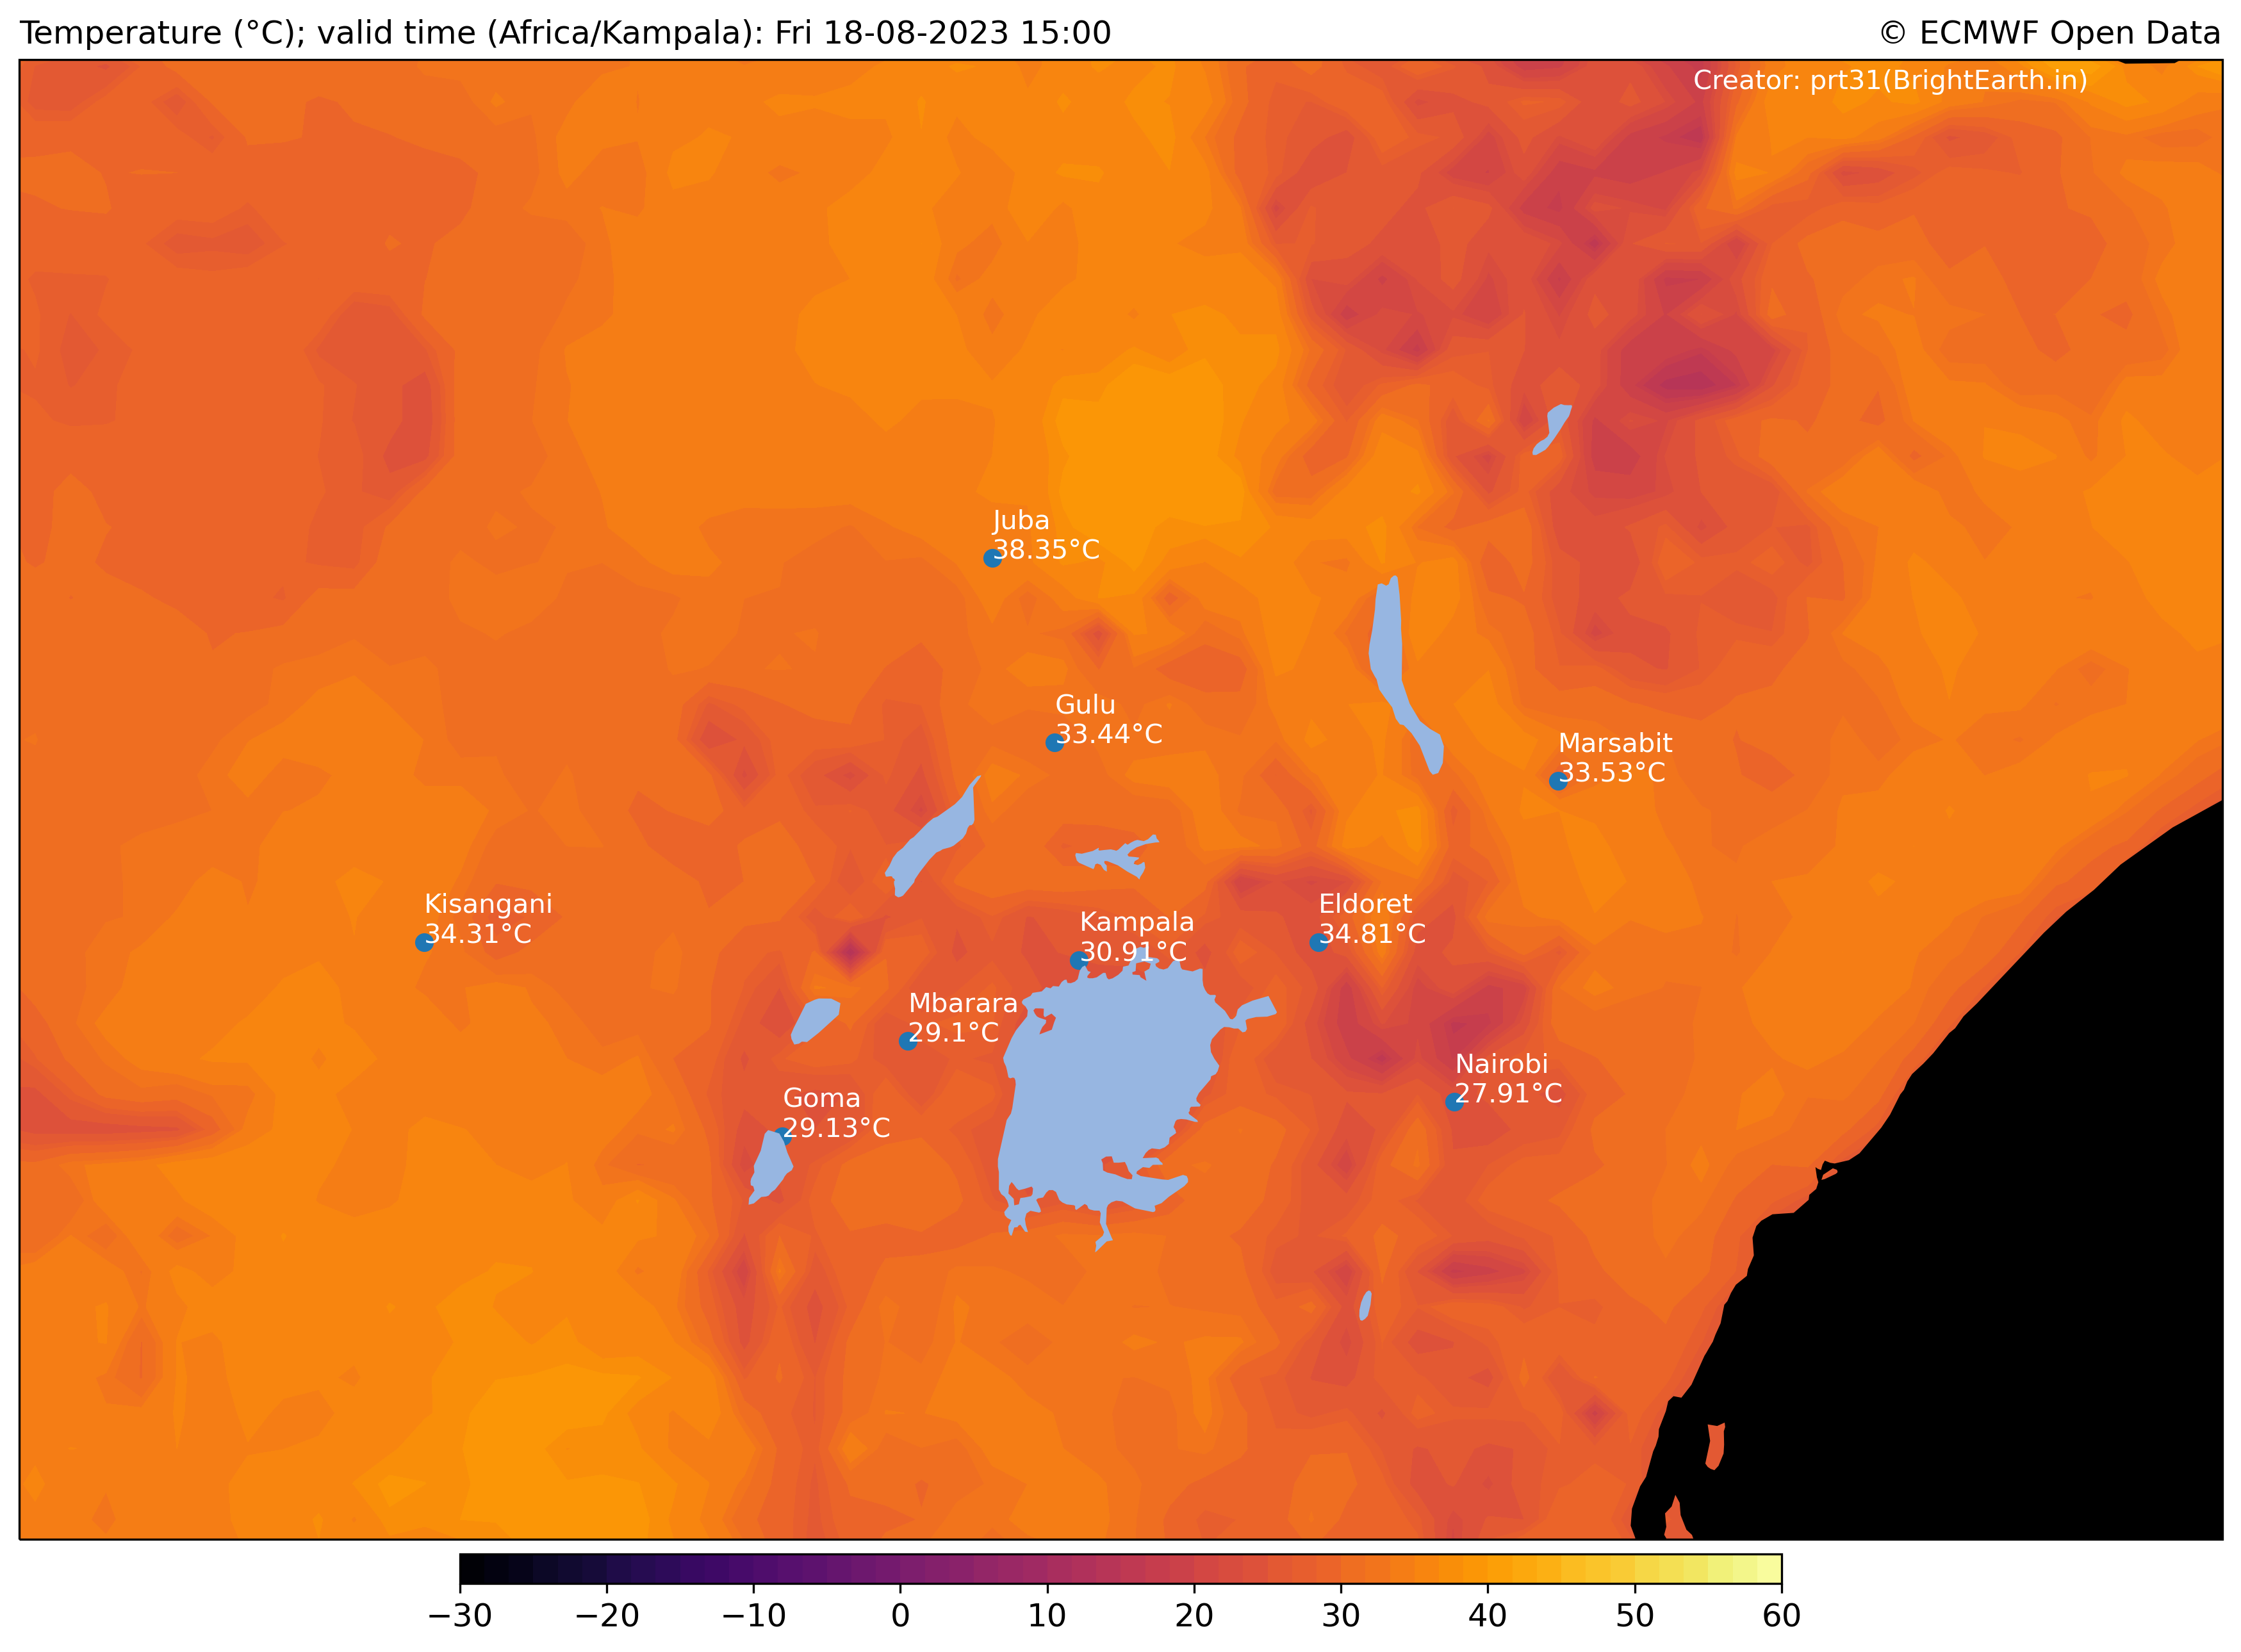 Temperature (°C); valid time (Africa/Kampala): Fri 18-08-2023 15:00
© ECMWF Open Data
Creator: prt31(BrightEarth.in)
Juba
38.35°C
Gulu
33.44°C
Marsabit
33.53°C
Kisangani
34.31°C
Eldoret
34.81°C
Kampala
30.91°C
Mbarara
29.1°C
Nairobi
27.91°C
Goma
29.13°C
−30 −20 −10 0 10 20 30 40 50 60